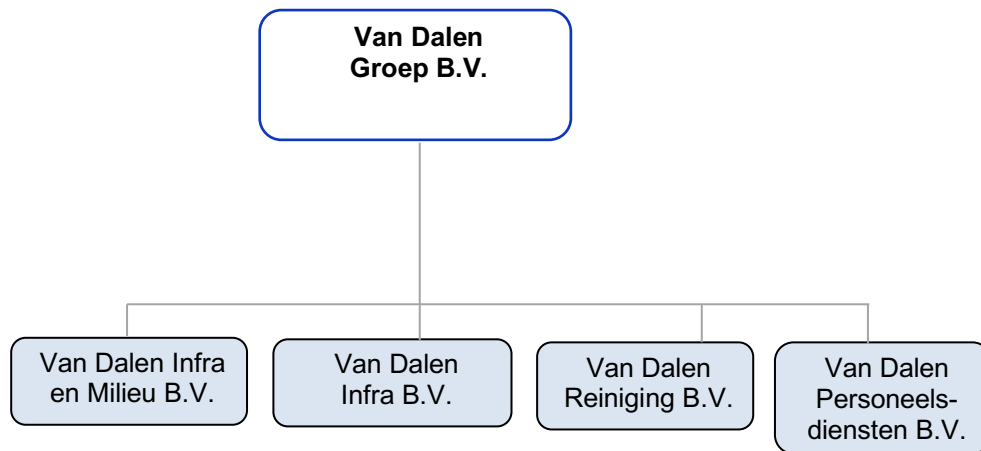 Van Dalen
Groep B.V.
Van Dalen Infra
en Milieu B.V.
Van Dalen
Infra B.V.
Van Dalen
Reiniging B.V.
Van Dalen
Personeels-
diensten B.V.